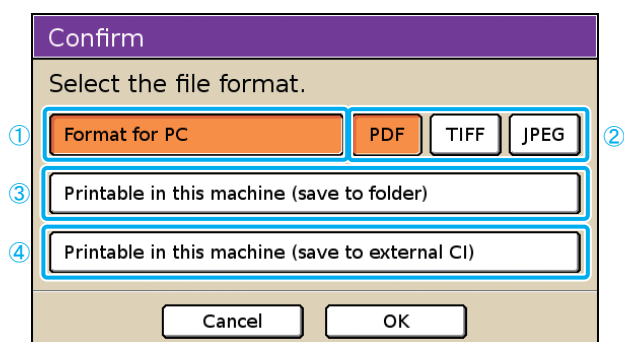 Confirm
Select the file format.
① Format for PC PDF TIFF JPEG ②
③ Printable in this machine (save to folder)
④ Printable in this machine (save to external CI)
Cancel OK